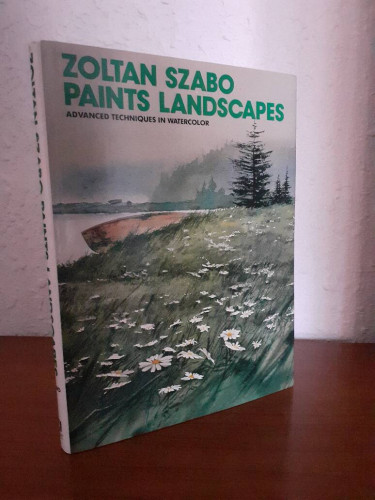 ZOLTAN SZABO
PAINTS LANDSCAPES
ADVANCED TECHNIQUES IN WATERCOLOR
ZOLTAN SZABO PAINTS LANDSCAPES